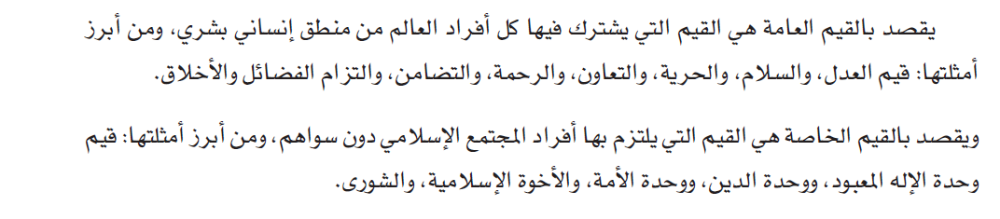 يقصد بالقيم العامة هي القيم التي يشترك فيها كل أفراد العالم من منطق إنساني بشري، ومن أبرز
أمثلتها: قيم العدل، والسلام، والحرية، والتعاون، والرحمة، والتضامن، والتزام الفضائل والأخلاق.
ويقصد بالقيم الخاصة هي القيم التي يلتزم بها أفراد المجتمع الإسلامي دون سواهم، ومن أبرز أمثلتها: قيم
وحدة الإله المعبود، ووحدة الدين، ووحدة الأمة، والأخوة الإسلامية، والشورى.